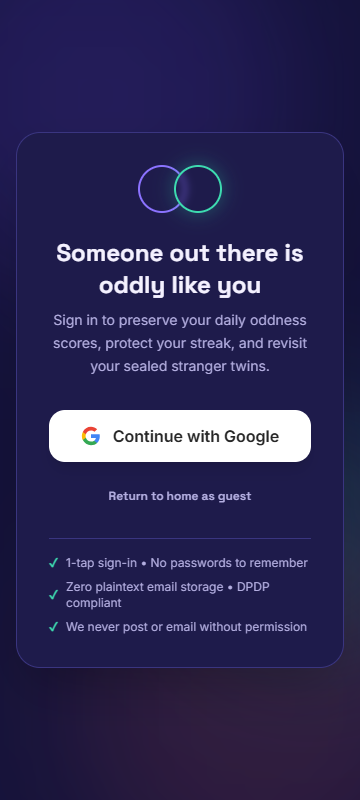 Someone out there is
oddly like you
Sign in to preserve your daily oddness
scores, protect your streak, and revisit
your sealed stranger twins.
Continue with Google
Return to home as guest
✓ 1-tap sign-in • No passwords to remember
✓ Zero plaintext email storage • DPDP
compliant
✓ We never post or email without permission